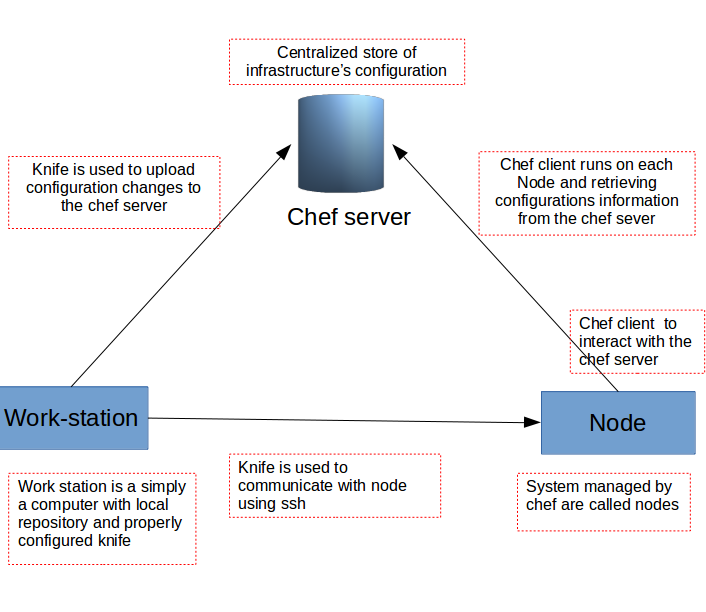 Centralized store of
infrastructure's configuration
Knife is used to upload
configuration changes to
the chef server
Chef client runs on each
Node and retrieving
configurations information
from the chef sever
Chef server
Chef client  to
interact with the
chef server
Work-station
Node
Knife is used to
communicate with node
using ssh
Work station is a simply
a computer with local
repository and properly
configured knife
System managed by
chef are called nodes